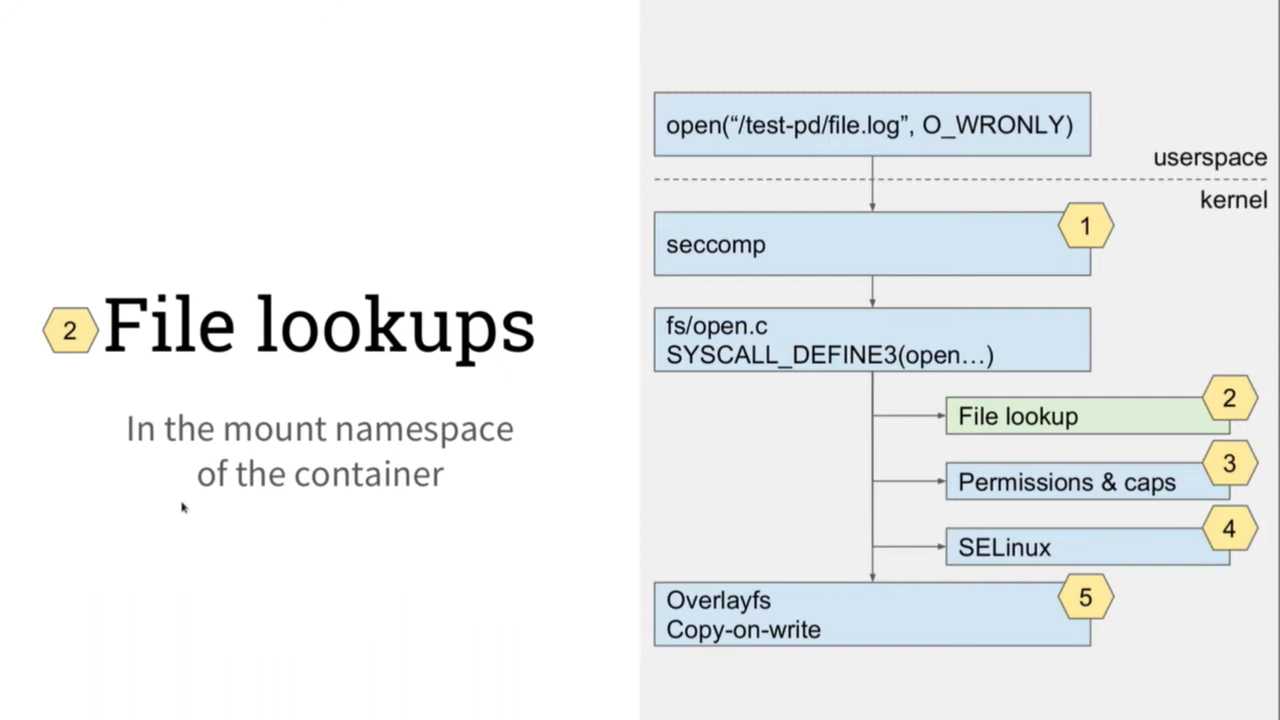 2
File lookups
In the mount namespace
of the container
open(“/test-pd/file.log”, O_WRONLY)
userspace
kernel
1
seccomp
fs/open.c
SYSCALL_DEFINE3(open…)
2
File lookup
3
Permissions & caps
4
SELinux
5
Overlayfs
Copy-on-write